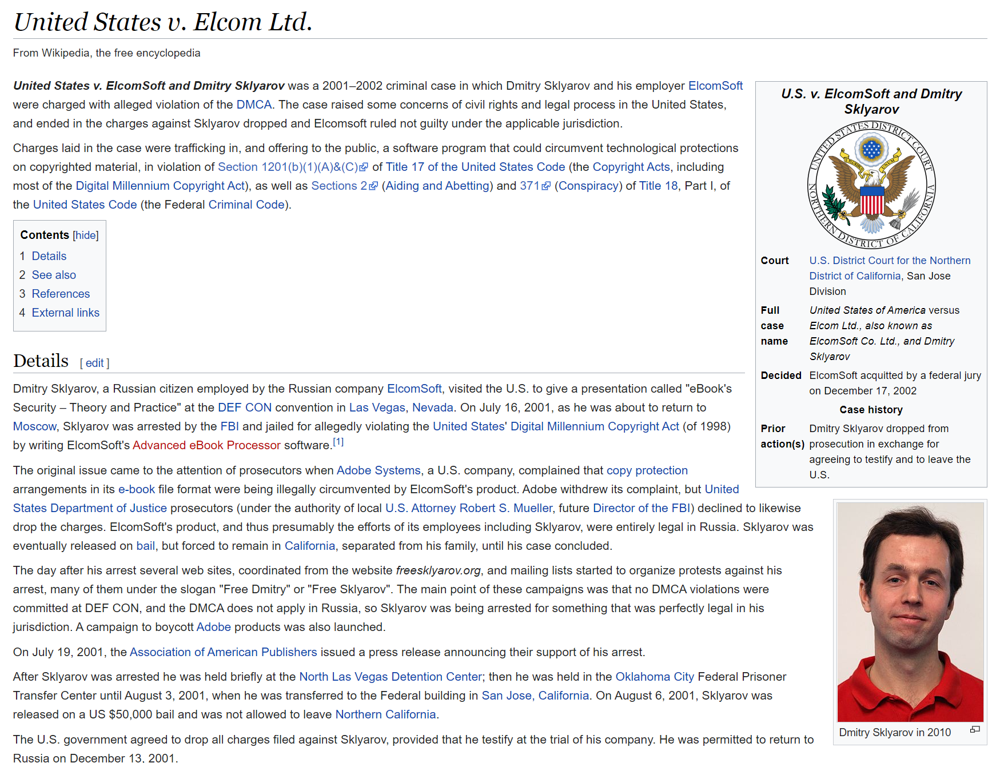 United States v. Elcom Ltd.
From Wikipedia, the free encyclopedia
United States v. ElcomSoft and Dmitry Sklyarov was a 2001–2002 criminal case in which Dmitry Sklyarov and his employer ElcomSoft
were charged with alleged violation of the DMCA. The case raised some concerns of civil rights and legal process in the United States,
and ended in the charges against Sklyarov dropped and Elcomsoft ruled not guilty under the applicable jurisdiction.
Charges laid in the case were trafficking in, and offering to the public, a software program that could circumvent technological protections
on copyrighted material, in violation of Section 1201(b)(1)(A)&(C) of Title 17 of the United States Code (the Copyright Acts, including
most of the Digital Millennium Copyright Act), as well as Sections 2 (Aiding and Abetting) and 371 (Conspiracy) of Title 18, Part I, of
the United States Code (the Federal Criminal Code).
Contents [hide]
1 Details
2 See also
3 References
4 External links
U.S. v. ElcomSoft and Dmitry
Sklyarov
UNITED STATES DISTRICT COURT
E PLURIBUS UNUM
NORTHERN DISTRICT OF CALIFORNIA
Court U.S. District Court for the Northern
District of California, San Jose
Division
Full United States of America versus
case Elcom Ltd., also known as
name ElcomSoft Co. Ltd., and Dmitry
Sklyarov
Decided ElcomSoft acquitted by a federal jury
on December 17, 2002
Case history
Prior Dmitry Sklyarov dropped from
action(s) prosecution in exchange for
agreeing to testify and to leave the
U.S.
Details [ edit ]
Dmitry Sklyarov, a Russian citizen employed by the Russian company ElcomSoft, visited the U.S. to give a presentation called "eBook's
Security – Theory and Practice" at the DEF CON convention in Las Vegas, Nevada. On July 16, 2001, as he was about to return to
Moscow, Sklyarov was arrested by the FBI and jailed for allegedly violating the United States' Digital Millennium Copyright Act (of 1998)
by writing ElcomSoft's Advanced eBook Processor software.[1]
The original issue came to the attention of prosecutors when Adobe Systems, a U.S. company, complained that copy protection
arrangements in its e-book file format were being illegally circumvented by ElcomSoft's product. Adobe withdrew its complaint, but United
States Department of Justice prosecutors (under the authority of local U.S. Attorney Robert S. Mueller, future Director of the FBI) declined to likewise
drop the charges. ElcomSoft's product, and thus presumably the efforts of its employees including Sklyarov, were entirely legal in Russia. Sklyarov was
eventually released on bail, but forced to remain in California, separated from his family, until his case concluded.
The day after his arrest several web sites, coordinated from the website freesklyarov.org, and mailing lists started to organize protests against his
arrest, many of them under the slogan "Free Dmitry" or "Free Sklyarov". The main point of these campaigns was that no DMCA violations were
committed at DEF CON, and the DMCA does not apply in Russia, so Sklyarov was being arrested for something that was perfectly legal in his
jurisdiction. A campaign to boycott Adobe products was also launched.
On July 19, 2001, the Association of American Publishers issued a press release announcing their support of his arrest.
After Sklyarov was arrested he was held briefly at the North Las Vegas Detention Center; then he was held in the Oklahoma City Federal Prisoner
Transfer Center until August 3, 2001, when he was transferred to the Federal building in San Jose, California. On August 6, 2001, Sklyarov was
released on a US $50,000 bail and was not allowed to leave Northern California.
The U.S. government agreed to drop all charges filed against Sklyarov, provided that he testify at the trial of his company. He was permitted to return to
Russia on December 13, 2001.
Dmitry Sklyarov in 2010